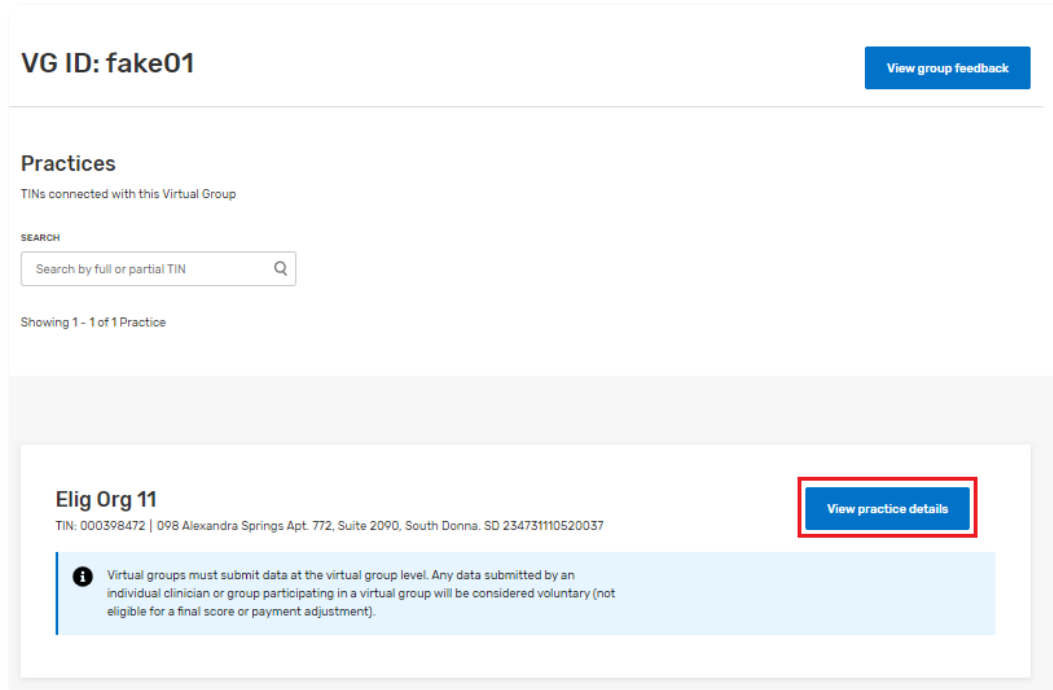 VG ID: fake01
View group feedback
Practices
TINs connected with this Virtual Group
SEARCH
Search by full or partial TIN
Showing 1 - 1 of 1 Practice
Elig Org 11
View practice details
TIN: 000398472 | 098 Alexandra Springs Apt. 772, Suite 2090, South Donna. SD 234731110520037
Virtual groups must submit data at the virtual group level. Any data submitted by an
individual clinician or group participating in a virtual group will be considered voluntary (not
eligible for a final score or payment adjustment).